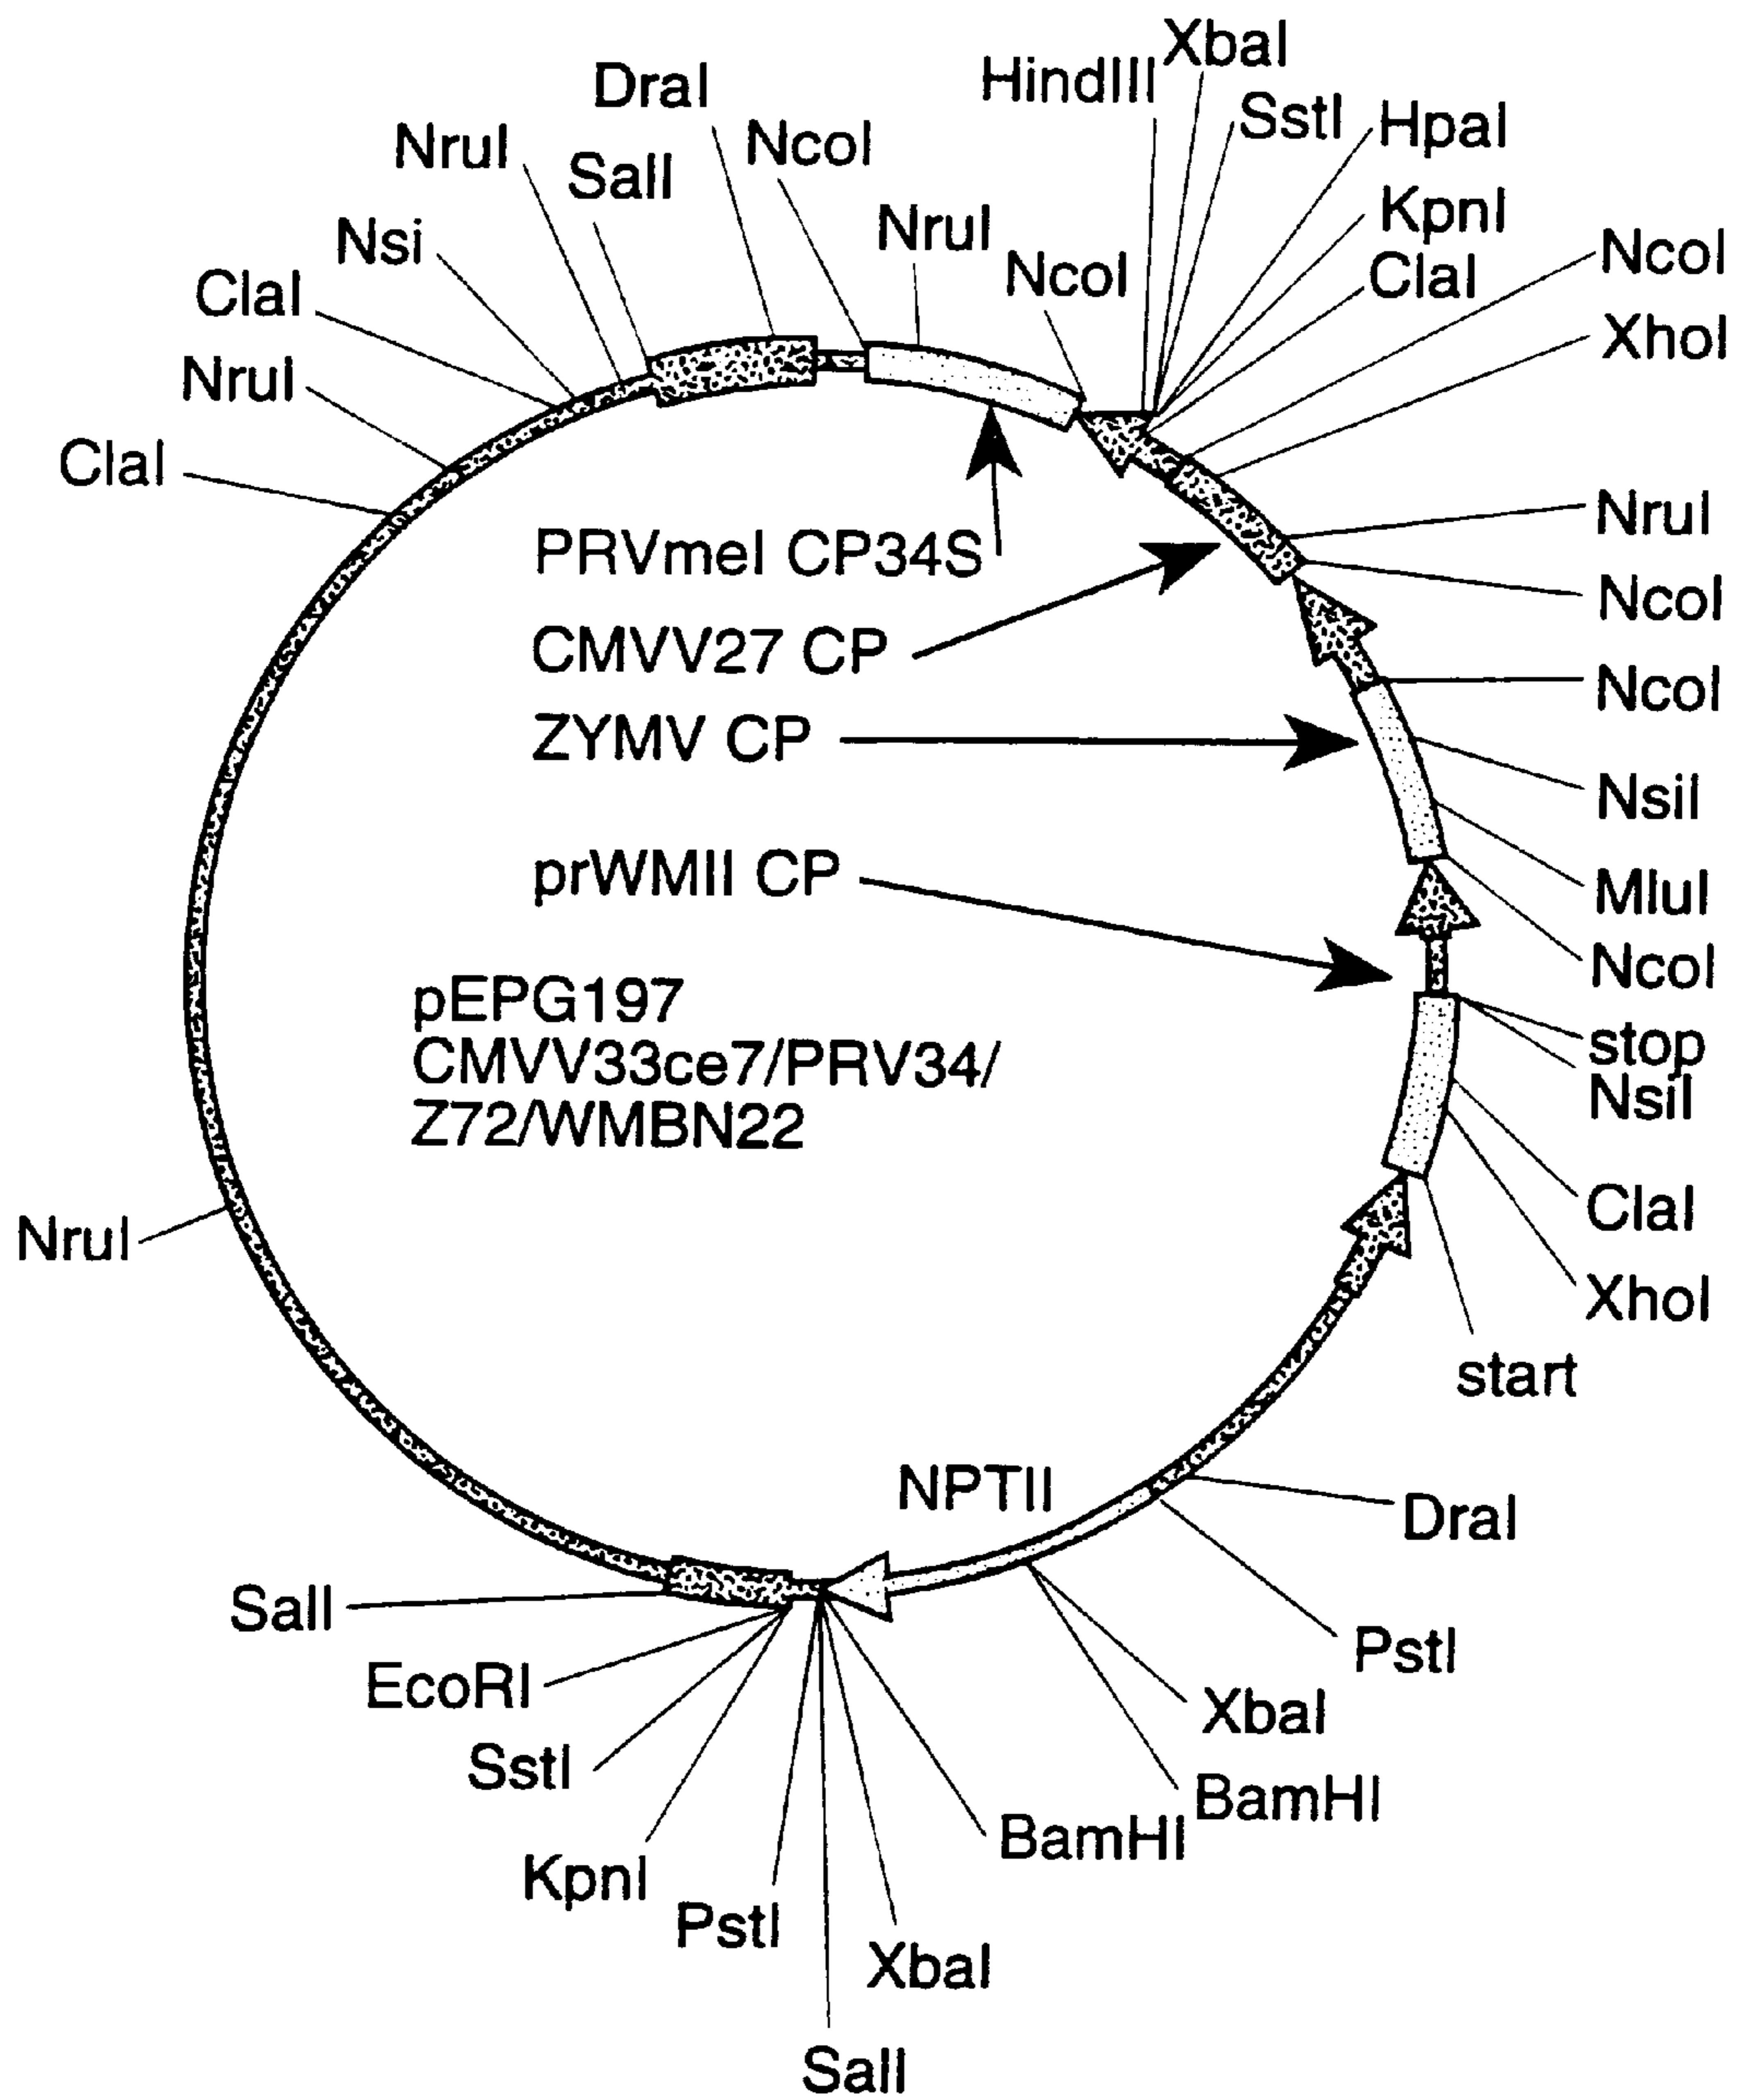 XbaI
HindIII
DraI
SstI
HpaI
NcoI
NruI
SalI
KpnI
NruI
Nsi
NcoI
ClaI
NcoI
ClaI
XhoI
NruI
ClaI
NruI
PRVmel CP34S
NcoI
CMVV27 CP
NcoI
ZYMV CP
NsiI
prWMII CP
MluI
NcoI
pEPG197
CMVV33ce7/PRV34/
Z72/WMBN22
stop
NsiI
ClaI
NruI
XhoI
start
NPTII
DraI
SalI
PstI
EcoRI
XbaI
SstI
BamHI
BamHI
KpnI
PstI
XbaI
SalI